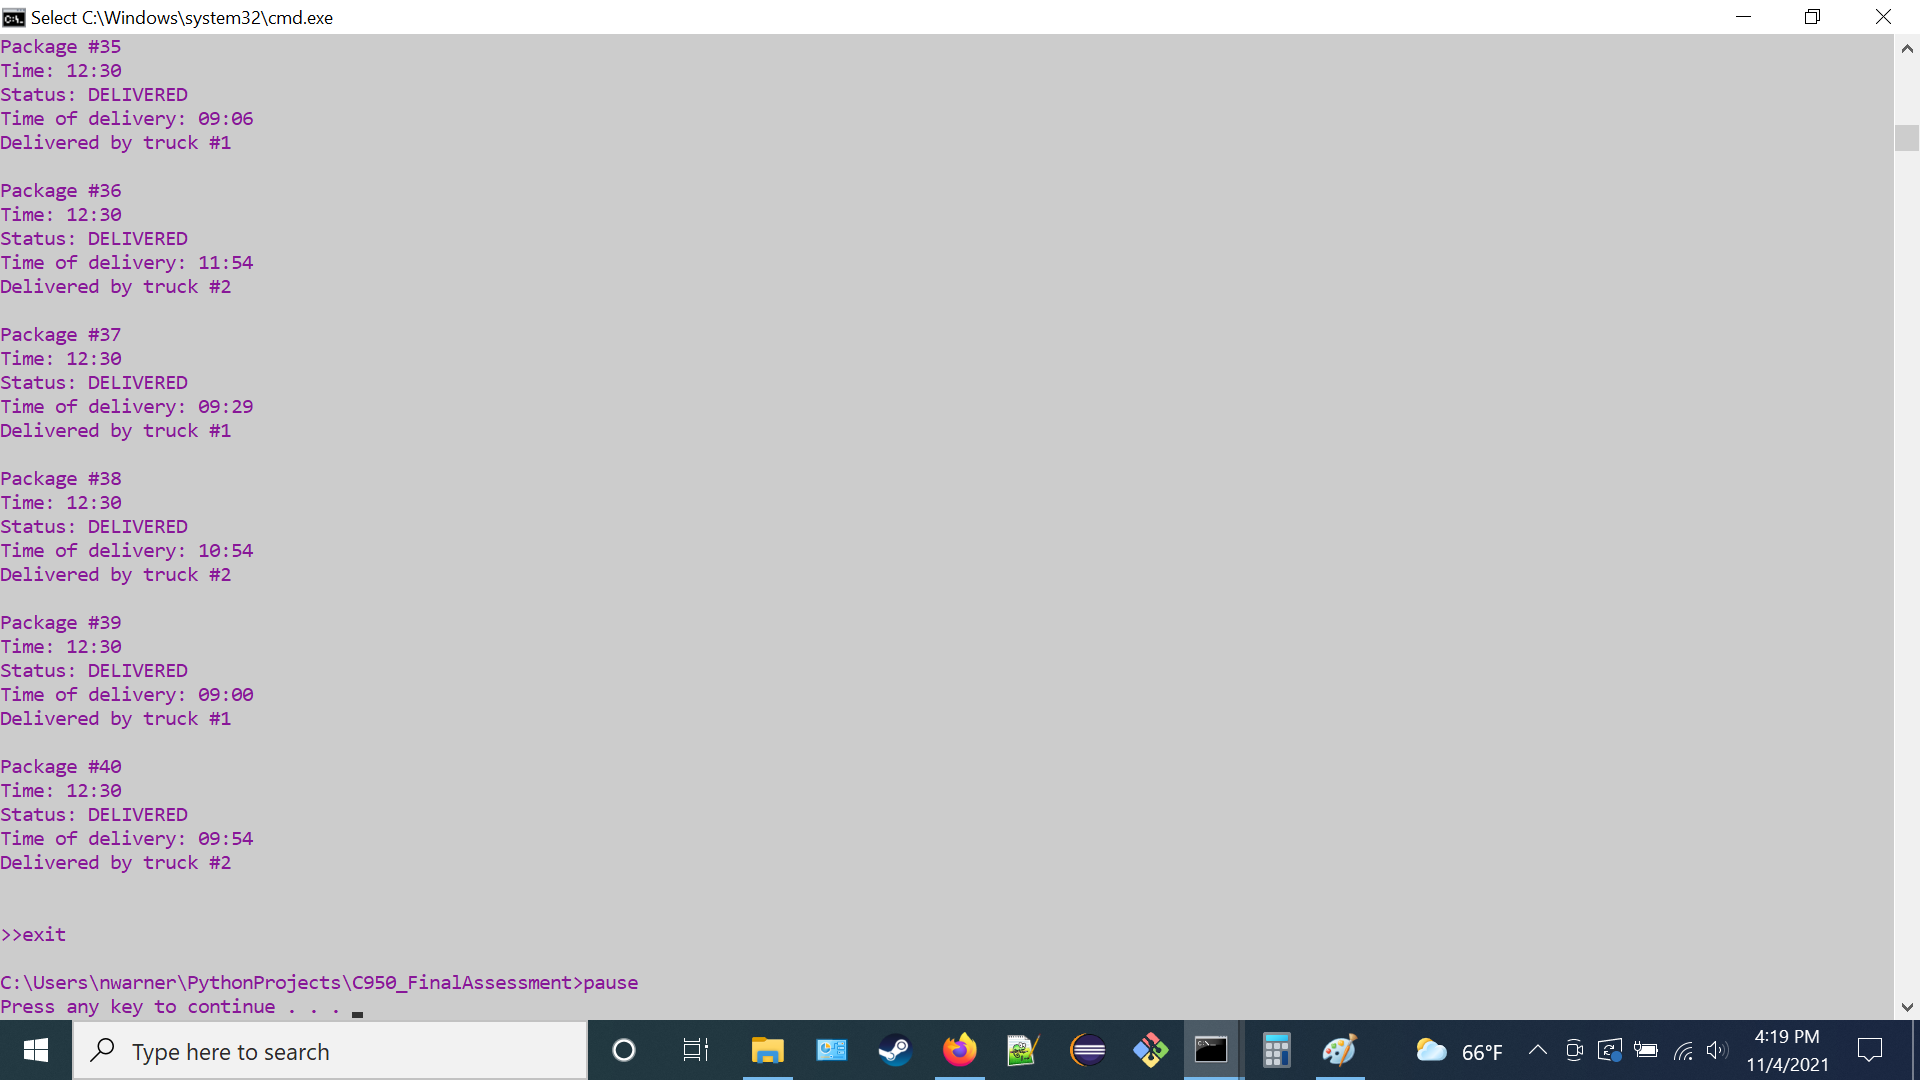 Select C:\Windows\system32\cmd.exe
Package #35
Time: 12:30
Status: DELIVERED
Time of delivery: 09:06
Delivered by truck #1
Package #36
Time: 12:30
Status: DELIVERED
Time of delivery: 11:54
Delivered by truck #2
Package #37
Time: 12:30
Status: DELIVERED
Time of delivery: 09:29
Delivered by truck #1
Package #38
Time: 12:30
Status: DELIVERED
Time of delivery: 10:54
Delivered by truck #2
Package #39
Time: 12:30
Status: DELIVERED
Time of delivery: 09:00
Delivered by truck #1
Package #40
Time: 12:30
Status: DELIVERED
Time of delivery: 09:54
Delivered by truck #2
>>exit
C:\Users\nwarner\PythonProjects\C950_FinalAssessment>pause
Press any key to continue . . .
Type here to search
66°F
4:19 PM
11/4/2021